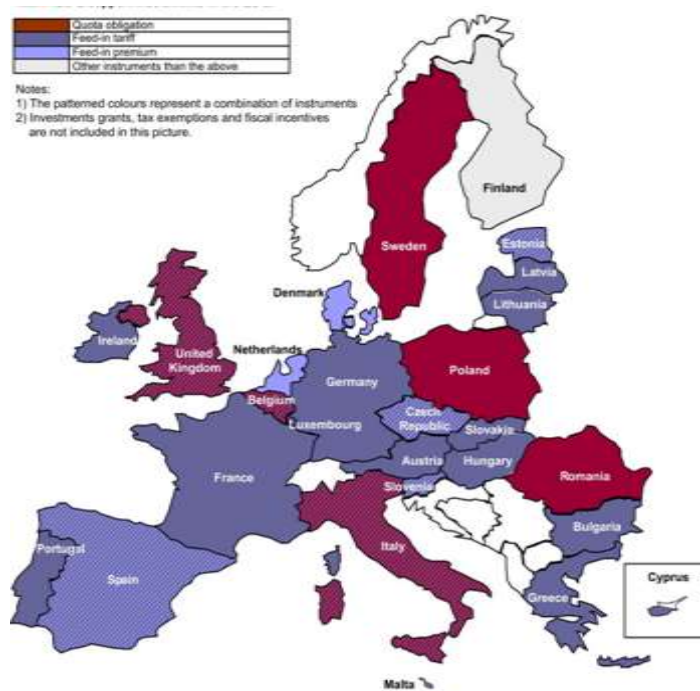 Quota obligation
Feed-in tariff
Feed-in premium
Other instruments than the above
Notes:
1) The patterned colours represent a combination of instruments
2) Investments grants, tax exemptions and fiscal incentives
are not included in this picture.
Finland
Sweden
Estonia
Latvia
Lithuania
Denmark
Ireland
United
Kingdom
Netherlands
Germany
Poland
Belgium
Luxembourg
Czech
Republic
Slovakia
France
Austria
Hungary
Slovenia
Romania
Bulgaria
Portugal
Spain
Italy
Greece
Cyprus
Malta